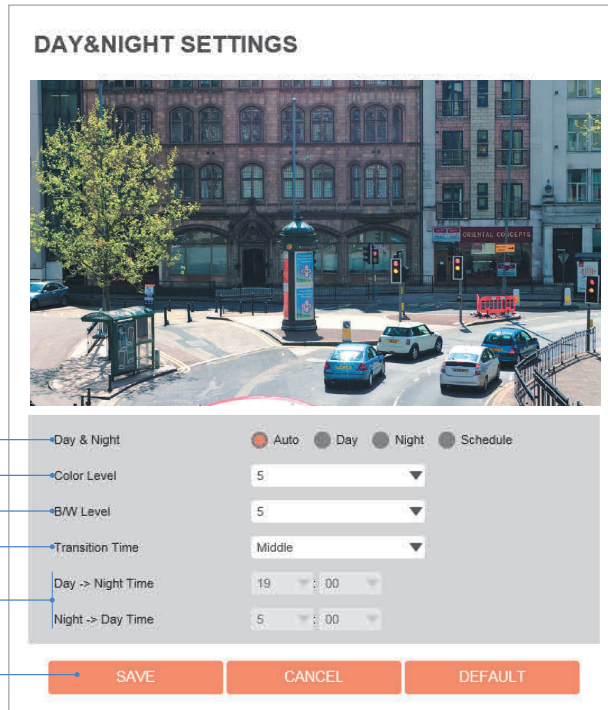 DAY&NIGHT SETTINGS
ORIENTAL CONCEPTS
Day & Night Auto Day Night Schedule
Color Level 5
B/W Level 5
Transition Time Middle
Day -> Night Time 19 : 00
Night -> Day Time 5 : 00
SAVE CANCEL DEFAULT